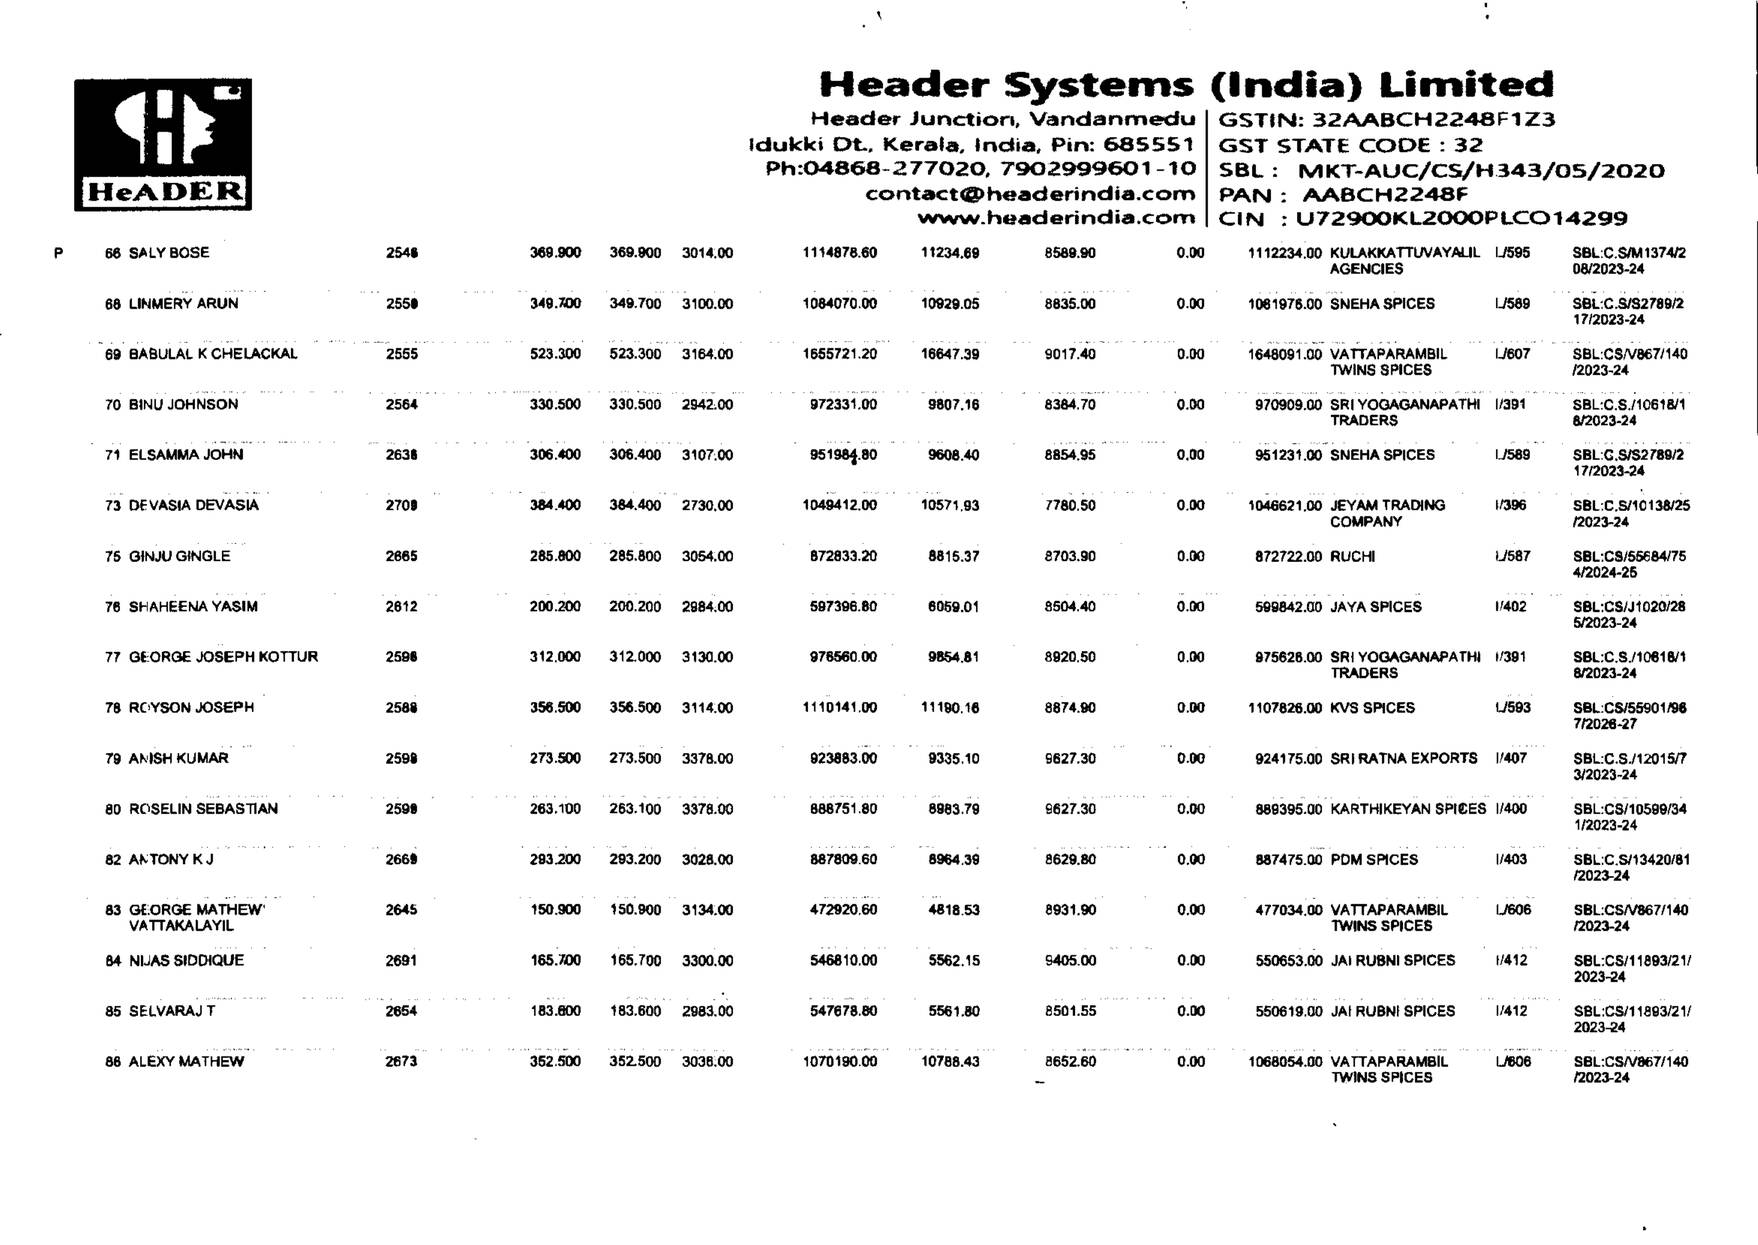 HeADER
Header Systems (India) Limited
Header Junction, Vandanmedu
Idukki Dt., Kerala, India, Pin: 685551
Ph:04868-277020, 7902999601-10
contact@headerindia.com
www.headerindia.com
GSTIN: 32AABCH2248F1Z3
GST STATE CODE : 32
SBL : MKT-AUC/CS/H343/05/2020
PAN : AABCH2248F
CIN : U72900KL2000PLCO14299
P 66 SALY BOSE 2546 369.900 369.900 3014.00 1114878.60 11234.69 8589.90 0.00 1112234.00 KULAKKATTUVAYALIL L/595 SBL:C.S/M1374/2
AGENCIES 08/2023-24
68 LINMERY ARUN 2550 349.700 349.700 3100.00 1084070.00 10929.05 8835.00 0.00 1081976.00 SNEHA SPICES L/589 SBL:C.S/S2789/2
17/2023-24
69 BABULAL K CHELACKAL 2555 523.300 523.300 3164.00 1655721.20 16647.39 9017.40 0.00 1648091.00 VATTAPARAMBIL L/607 SBL:CS/V867/140
TWINS SPICES /2023-24
70 BINU JOHNSON 2564 330.500 330.500 2942.00 972331.00 9807.16 8384.70 0.00 970909.00 SRI YOGAGANAPATHI I/391 SBL:C.S./10618/1
TRADERS 8/2023-24
71 ELSAMMA JOHN 2636 306.400 306.400 3107.00 951984.80 9608.40 8854.95 0.00 951231.00 SNEHA SPICES L/589 SBL:C.S/S2789/2
17/2023-24
73 DEVASIA DEVASIA 2700 384.400 384.400 2730.00 1049412.00 10571.93 7780.50 0.00 1046621.00 JEYAM TRADING I/396 SBL:C.S/10138/25
COMPANY /2023-24
75 GINJU GINGLE 2665 285.800 285.800 3054.00 872833.20 8815.37 8703.90 0.00 872722.00 RUCHI L/587 SBL:CS/55684/75
4/2024-25
76 SHAHEENA YASIM 2612 200.200 200.200 2984.00 597396.80 6059.01 8504.40 0.00 599842.00 JAYA SPICES I/402 SBL:CS/J1020/28
5/2023-24
77 GEORGE JOSEPH KOTTUR 2596 312.000 312.000 3130.00 976560.00 9854.81 8920.50 0.00 975626.00 SRI YOGAGANAPATHI I/391 SBL:C.S./10618/1
TRADERS 8/2023-24
78 ROYSON JOSEPH 2588 356.500 356.500 3114.00 1110141.00 11190.16 8874.90 0.00 1107826.00 KVS SPICES L/593 SBL:CS/55901/96
7/2026-27
79 ANISH KUMAR 2598 273.500 273.500 3378.00 923883.00 9335.10 9627.30 0.00 924175.00 SRI RATNA EXPORTS I/407 SBL:C.S./12015/7
3/2023-24
80 ROSELIN SEBASTIAN 2599 263.100 263.100 3378.00 888751.80 8983.79 9627.30 0.00 889395.00 KARTHIKEYAN SPICES I/400 SBL:CS/10599/34
1/2023-24
82 ANTONY K J 2669 293.200 293.200 3028.00 887809.60 8964.39 8629.80 0.00 887475.00 PDM SPICES I/403 SBL:C.S/13420/81
/2023-24
83 GEORGE MATHEW 2645 150.900 150.900 3134.00 472920.60 4818.53 8931.90 0.00 477034.00 VATTAPARAMBIL L/606 SBL:CS/V867/140
VATTAKALAYIL TWINS SPICES /2023-24
84 NIJAS SIDDIQUE 2691 165.700 165.700 3300.00 546810.00 5562.15 9405.00 0.00 550653.00 JAI RUBNI SPICES I/412 SBL:CS/11893/21/
2023-24
85 SELVARAJ T 2654 183.600 183.600 2983.00 547678.80 5561.80 8501.55 0.00 550619.00 JAI RUBNI SPICES I/412 SBL:CS/11893/21/
2023-24
86 ALEXY MATHEW 2673 352.500 352.500 3036.00 1070190.00 10788.43 8652.60 0.00 1068054.00 VATTAPARAMBIL L/606 SBL:CS/V867/140
TWINS SPICES /2023-24